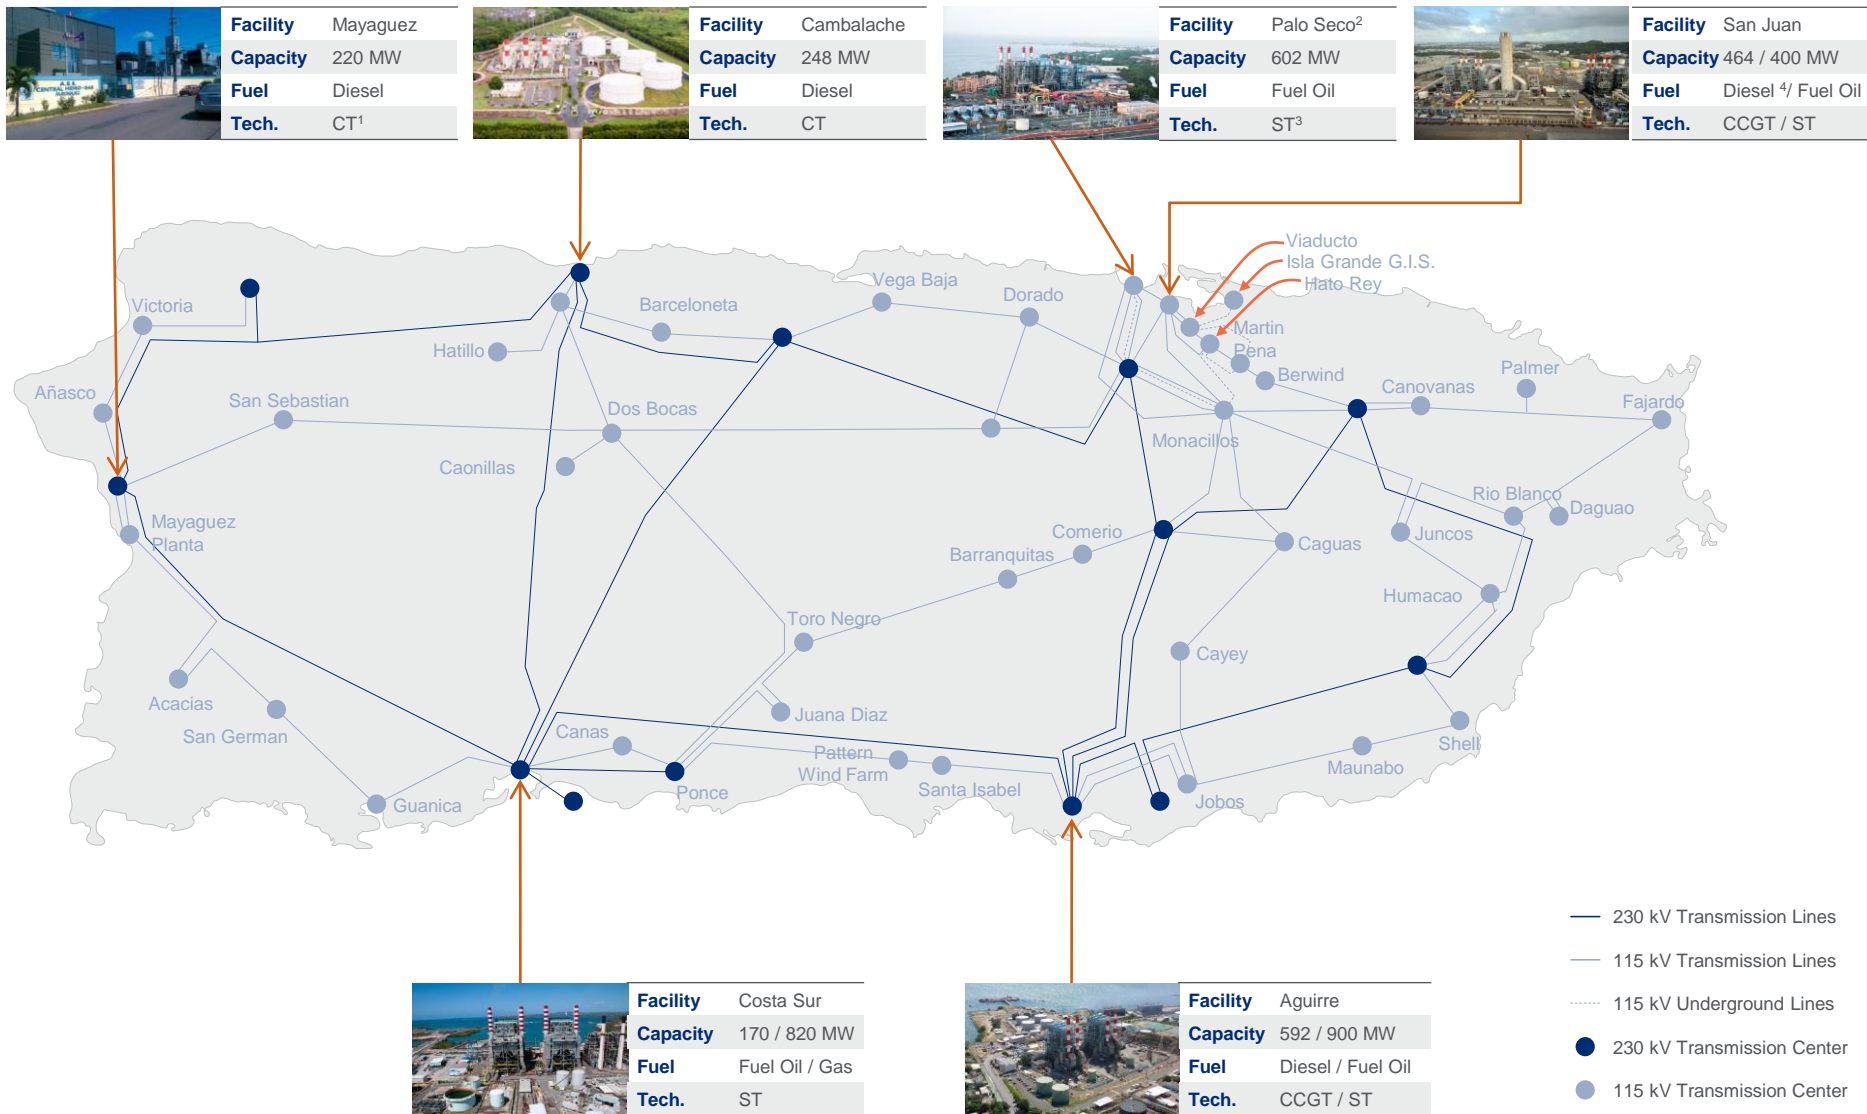 Facility Mayaguez
Capacity 220 MW
Fuel Diesel
Tech. CT¹
Facility Cambalache
Capacity 248 MW
Fuel Diesel
Tech. CT
Facility Palo Seco²
Capacity 602 MW
Fuel Fuel Oil
Tech. ST³
Facility San Juan
Capacity 464 / 400 MW
Fuel Diesel ⁴/ Fuel Oil
Tech. CCGT / ST
Viaducto
Isla Grande G.I.S.
Hato Rey
Victoria
Barceloneta
Vega Baja
Dorado
Martin
Pena
Hatillo
Berwind
Canovanas
Palmer
Añasco
San Sebastian
Dos Bocas
Fajardo
Monacillos
Caonillas
Rio Blanco
Daguao
Mayaguez
Planta
Comerio
Caguas
Juncos
Barranquitas
Humacao
Toro Negro
Cayey
Acacias
San German
Juana Diaz
Canas
Shell
Pattern
Wind Farm
Maunabo
Santa Isabel
Ponce
Guanica
Jobos
230 kV Transmission Lines
115 kV Transmission Lines
115 kV Underground Lines
230 kV Transmission Center
115 kV Transmission Center
Facility Costa Sur
Capacity 170 / 820 MW
Fuel Fuel Oil / Gas
Tech. ST
Facility Aguirre
Capacity 592 / 900 MW
Fuel Diesel / Fuel Oil
Tech. CCGT / ST